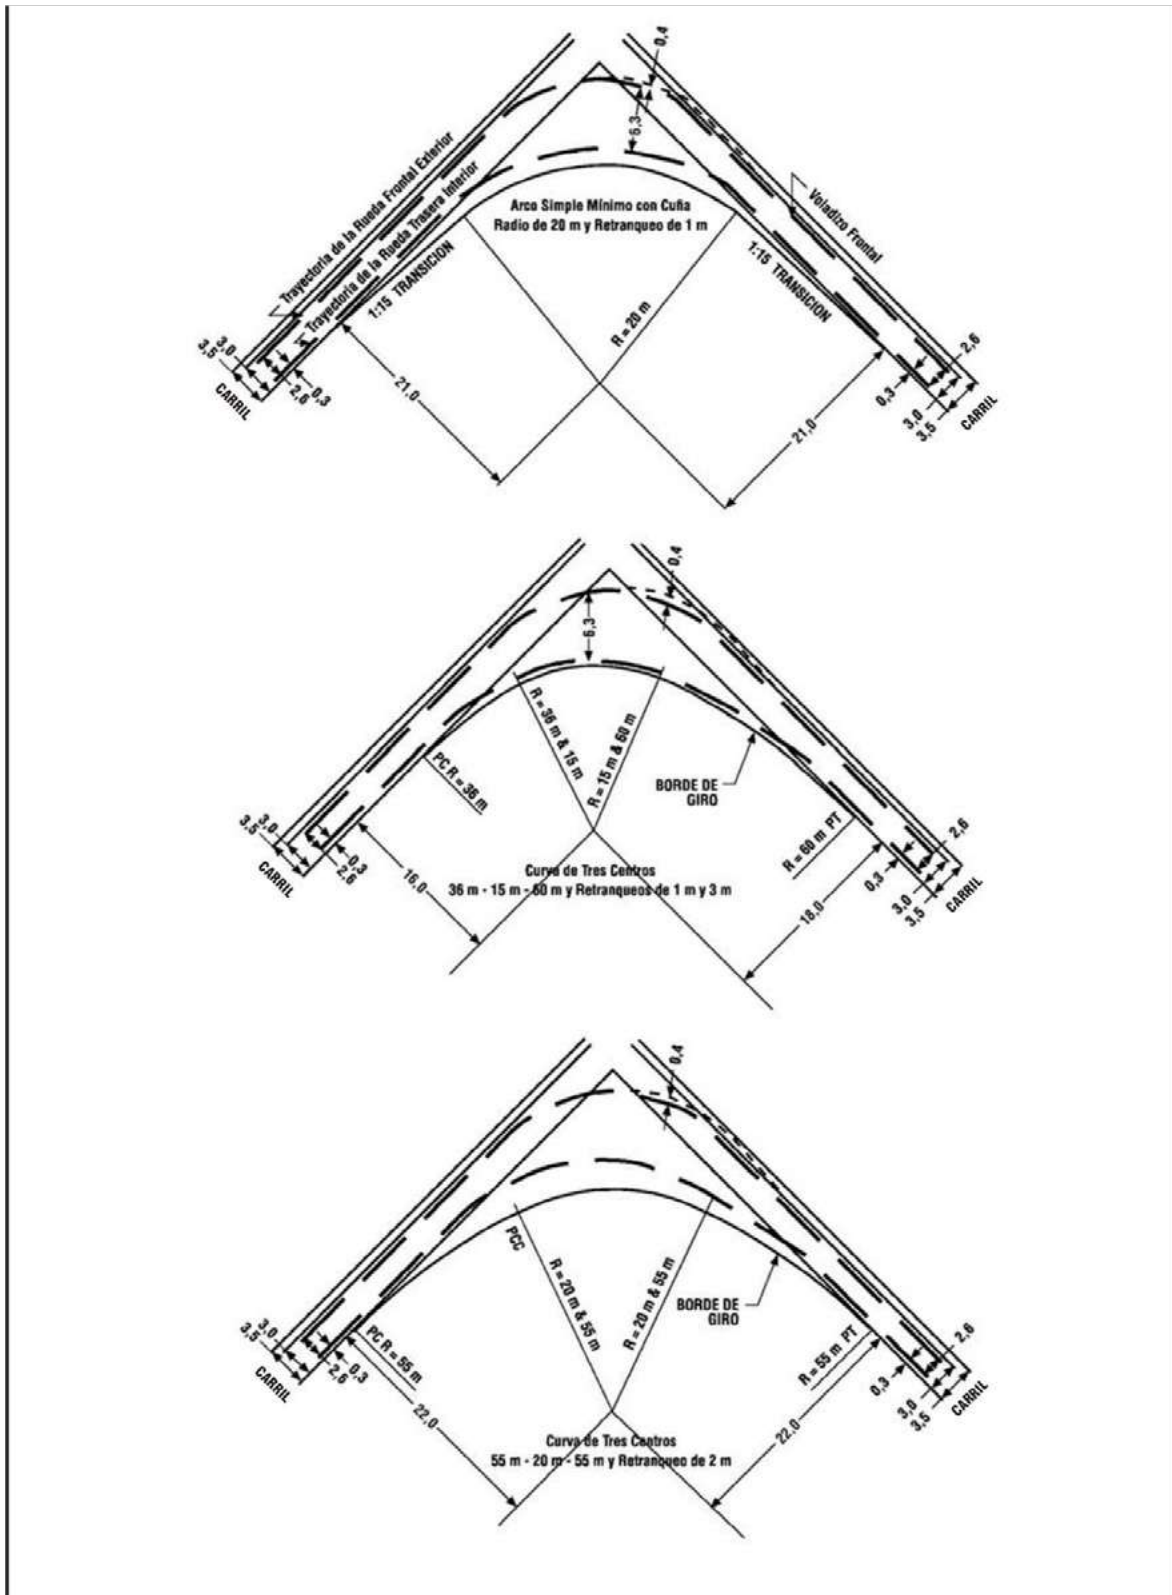 0,4
6,3
Trayectoria de la Rueda Frontal Exterior
Trayectoria de la Rueda Trasera Interior
Arco Simple Mínimo con Cuña
Radio de 20 m y Retranqueo de 1 m
Voladizo Frontal
1:15 TRANSICION
1:15 TRANSICION
R = 20 m
3,0
3,5
CARRIL
2,6
0,3
21,0
21,0
2,6
0,3
3,0
3,5
CARRIL
0,4
6,3
R = 36 m & 15 m
R = 15 m & 60 m
PC R = 36 m
BORDE DE
GIRO
R = 60 m PT
3,0
3,5
CARRIL
0,3
2,6
16,0
Curva de Tres Centros
36 m - 15 m - 60 m y Retranqueos de 1 m y 3 m
18,0
2,6
0,3
3,0
3,5
CARRIL
0,4
PCC
R = 20 m & 55 m
R = 20 m & 55 m
BORDE DE
GIRO
PC R = 55 m
R = 55 m PT
3,0
3,5
CARRIL
2,6
0,3
22,0
22,0
2,6
0,3
3,0
3,5
CARRIL
Curva de Tres Centros
55 m - 20 m - 55 m y Retranqueo de 2 m